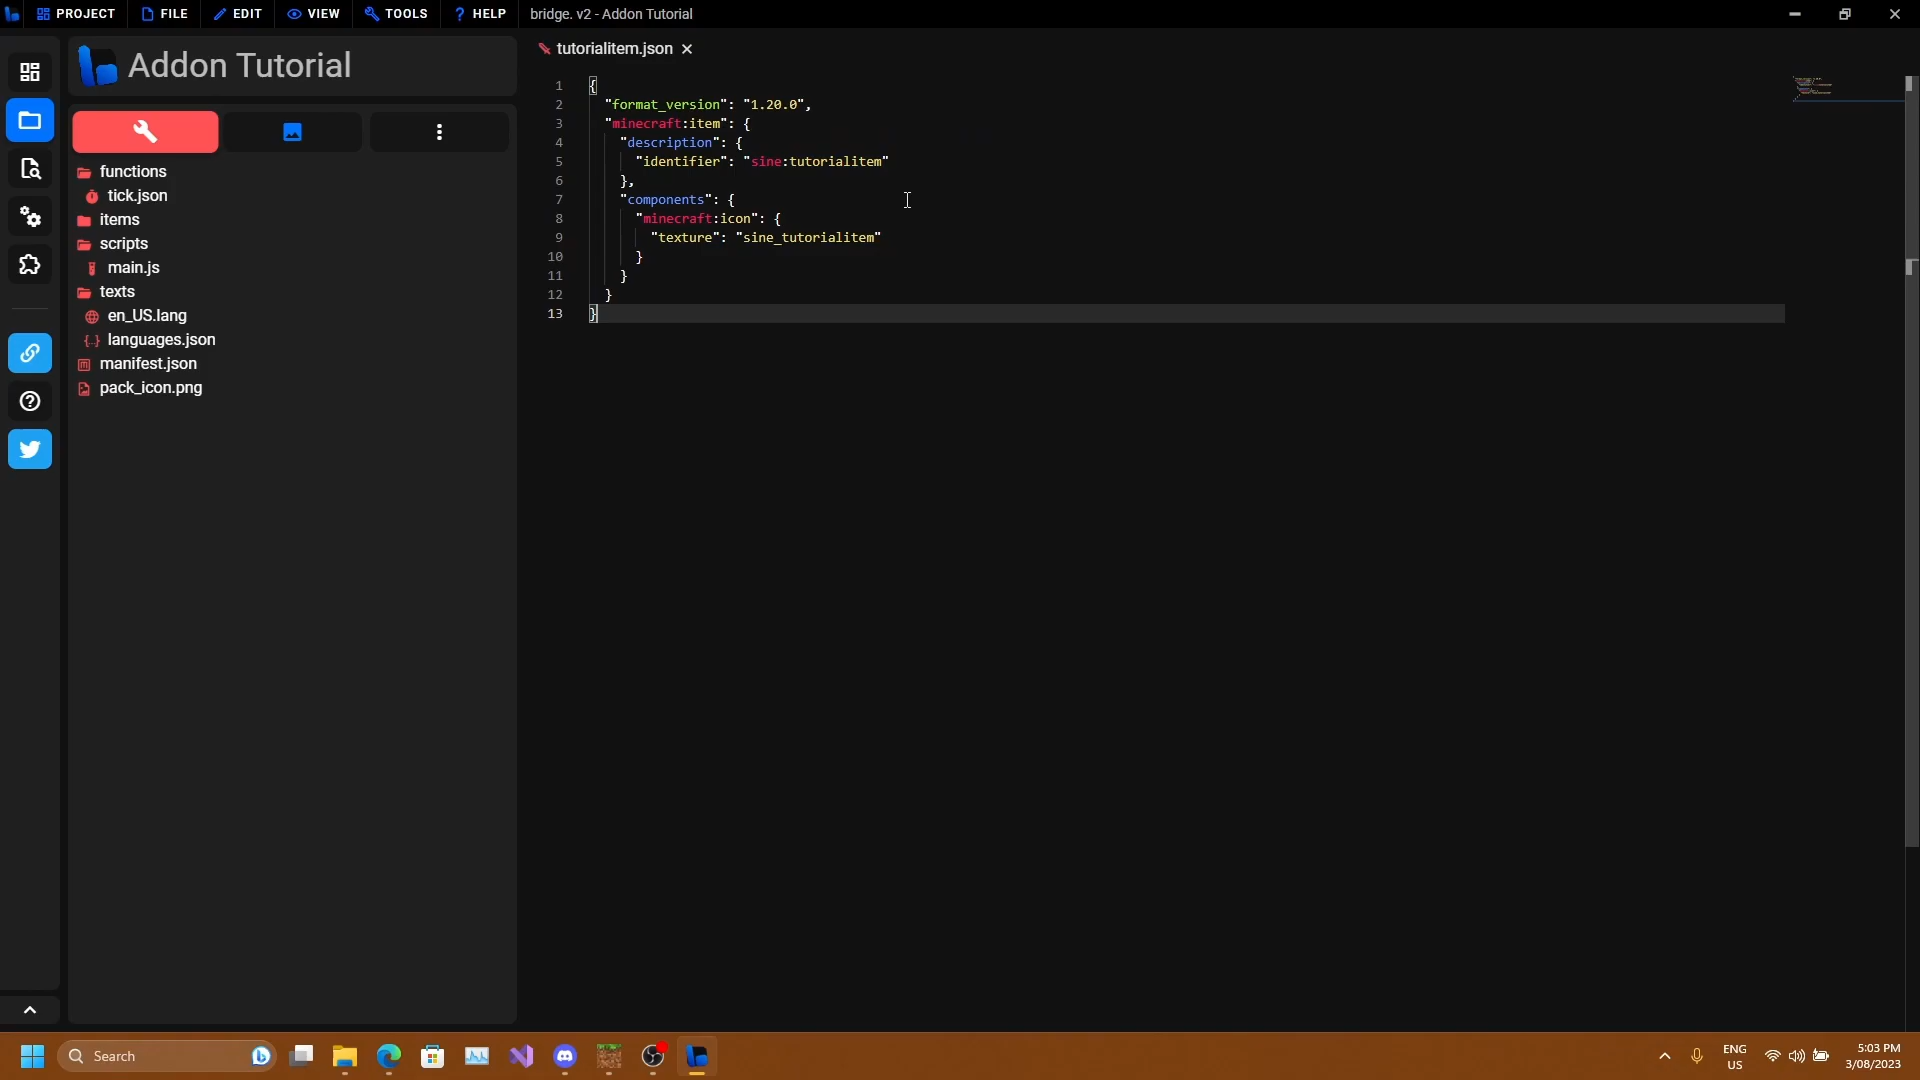 PROJECT FILE EDIT VIEW TOOLS HELP bridge. v2 - Addon Tutorial
Addon Tutorial
functions
tick.json
items
scripts
main.js
texts
en_US.lang
languages.json
manifest.json
pack_icon.png
tutorialitem.json
1 {
2 "format_version": "1.20.0",
3 "minecraft:item": {
4 "description": {
5 "identifier": "sine:tutorialitem"
6 },
7 "components": {
8 "minecraft:icon": {
9 "texture": "sine_tutorialitem"
10 }
11 }
12 }
13 }
Search
ENG
US
5:03 PM
3/08/2023